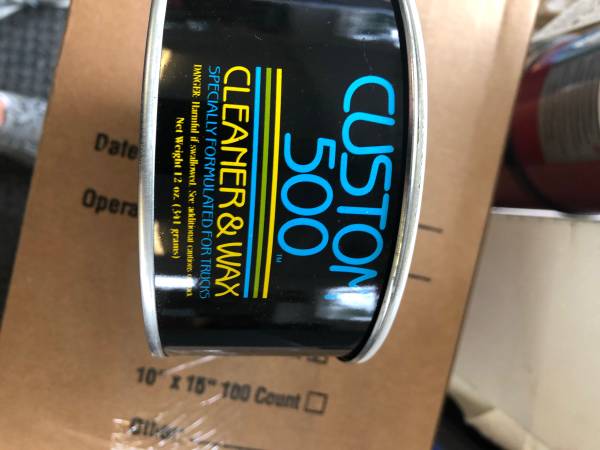 CUSTOM
500™
CLEANER & WAX
SPECIALLY FORMULATED FOR TRUCKS
DANGER: Harmful if swallowed. See additional cautions
Net Weight 12 oz. (341 grams)
Date
Opera
10" x 15" 100 Count
Other: